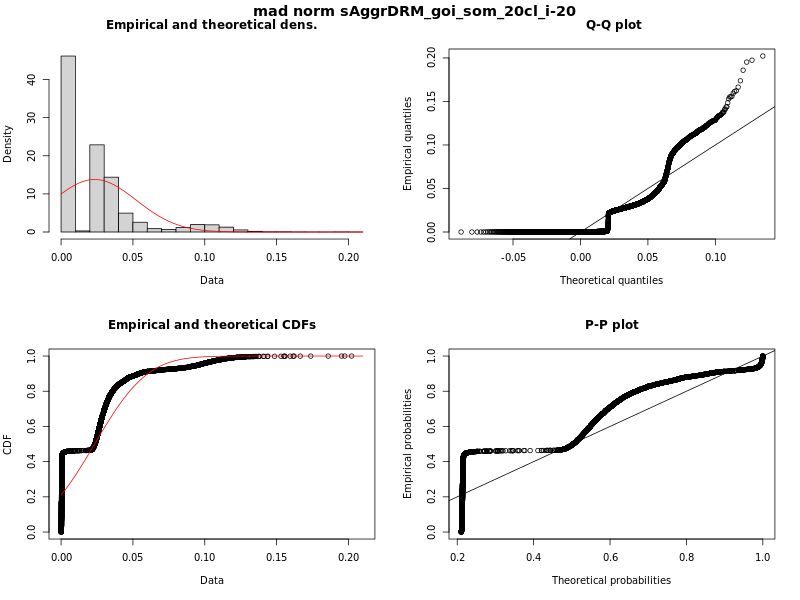 mad norm sAggrDRM_goi_som_20cl_i-20
Empirical and theoretical dens.
Density
0 10 20 30 40
0.00 0.05 0.10 0.15 0.20
Data
Q-Q plot
Empirical quantiles
0.00 0.05 0.10 0.15 0.20
-0.05 0.00 0.05 0.10
Theoretical quantiles
Empirical and theoretical CDFs
CDF
0.0 0.2 0.4 0.6 0.8 1.0
0.00 0.05 0.10 0.15 0.20
Data
P-P plot
Empirical probabilities
0.0 0.2 0.4 0.6 0.8 1.0
0.2 0.4 0.6 0.8 1.0
Theoretical probabilities